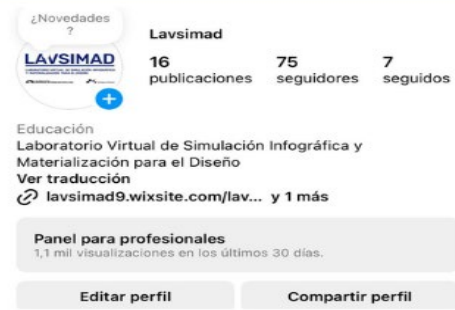 ¿Novedades
?
Lavsimad
LAVSIMAD
16
publicaciones
75
seguidores
7
seguidos
Educación
Laboratorio Virtual de Simulación Infográfica y
Materialización para el Diseño
Ver traducción
lavsimad9.wixsite.com/lav... y 1 más
Panel para profesionales
1,1 mil visualizaciones en los últimos 30 días.
Editar perfil
Compartir perfil